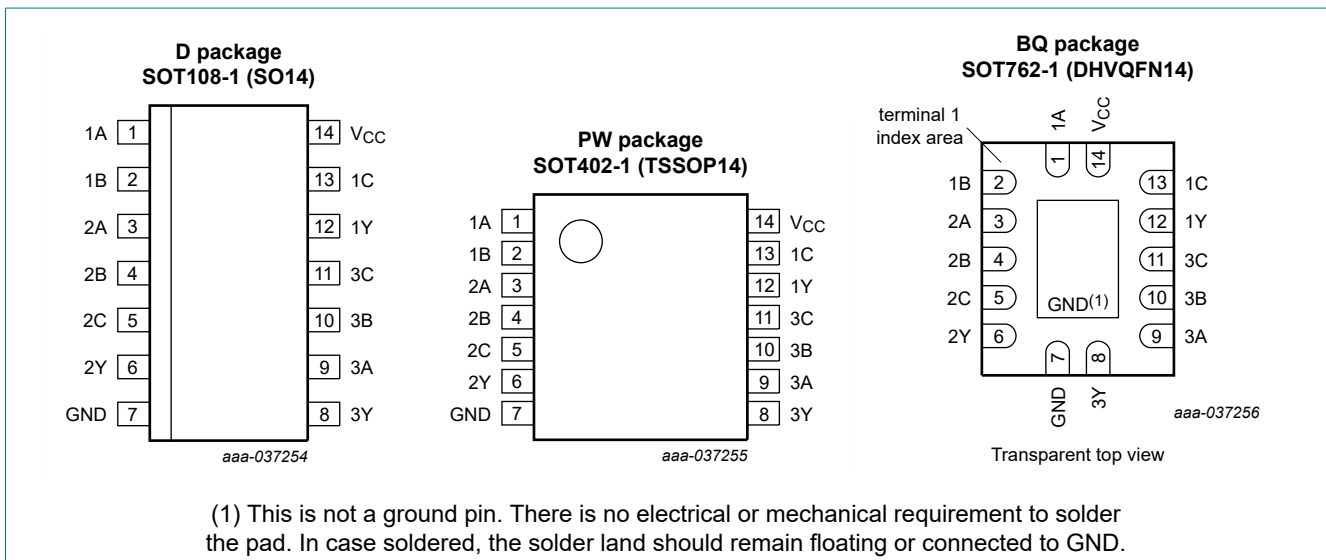 D package
SOT108-1 (SO14)
1A 1 14 VCC
1B 2 13 1C
2A 3 12 1Y
2B 4 11 3C
2C 5 10 3B
2Y 6 9 3A
GND 7 8 3Y
aaa-037254
PW package
SOT402-1 (TSSOP14)
1A 1 14 VCC
1B 2 13 1C
2A 3 12 1Y
2B 4 11 3C
2C 5 10 3B
2Y 6 9 3A
GND 7 8 3Y
aaa-037255
BQ package
SOT762-1 (DHVQFN14)
terminal 1
index area
1A VCC
1 14
1B 2 13 1C
2A 3 12 1Y
2B 4 11 3C
2C 5 GND(1) 10 3B
2Y 6 9 3A
7 8
GND 3Y
aaa-037256
Transparent top view
(1) This is not a ground pin. There is no electrical or mechanical requirement to solder
the pad. In case soldered, the solder land should remain floating or connected to GND.